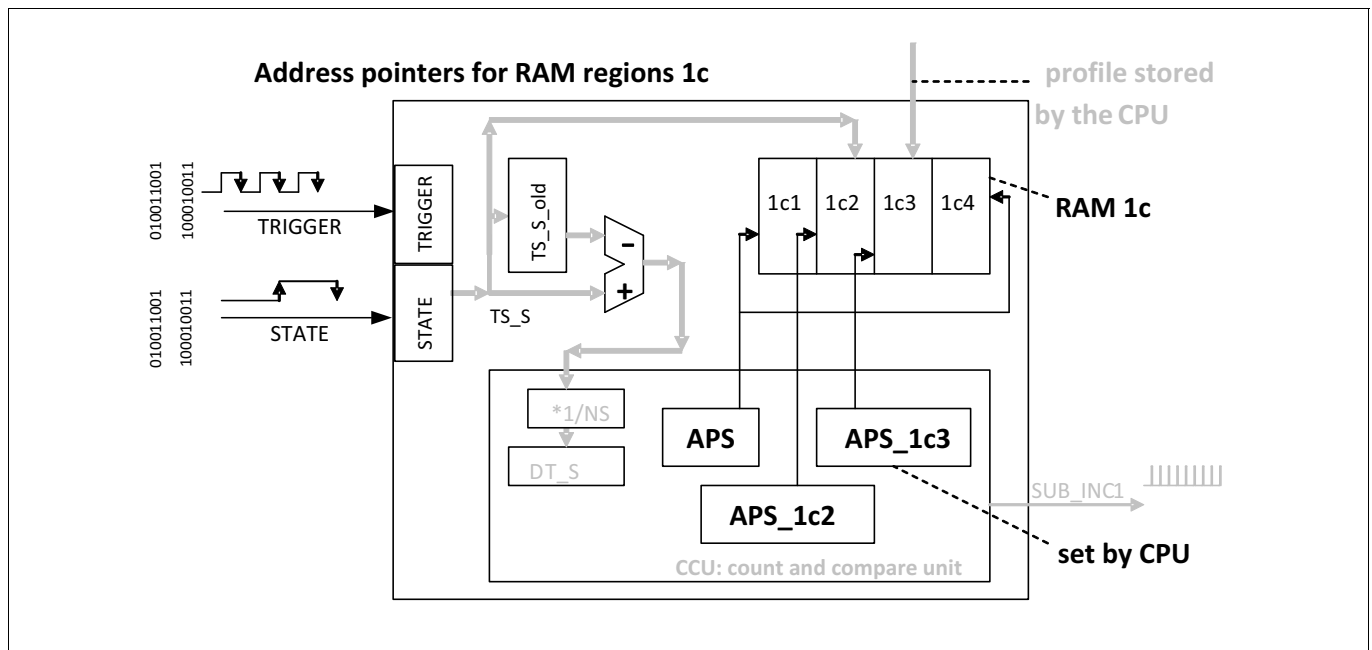 Address pointers for RAM regions 1c
profile stored
by the CPU
010011001
100010011
TRIGGER
TRIGGER
TS_S_old
-
+
1c1
1c2
1c3
1c4
RAM 1c
010011001
100010011
STATE
STATE
TS_S
*1/NS
DT_S
APS
APS_1c3
APS_1c2
SUB_INC1
set by CPU
CCU: count and compare unit